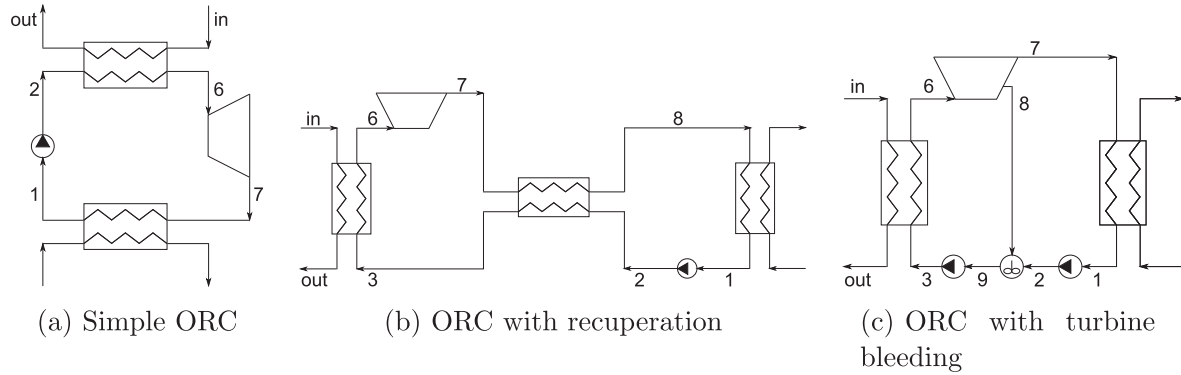 out
in
2
6
1
7
(a) Simple ORC
in
6
7
8
out
3
2
1
(b) ORC with recuperation
in
6
7
8
out
3
9
2
1
(c) ORC with turbine
bleeding